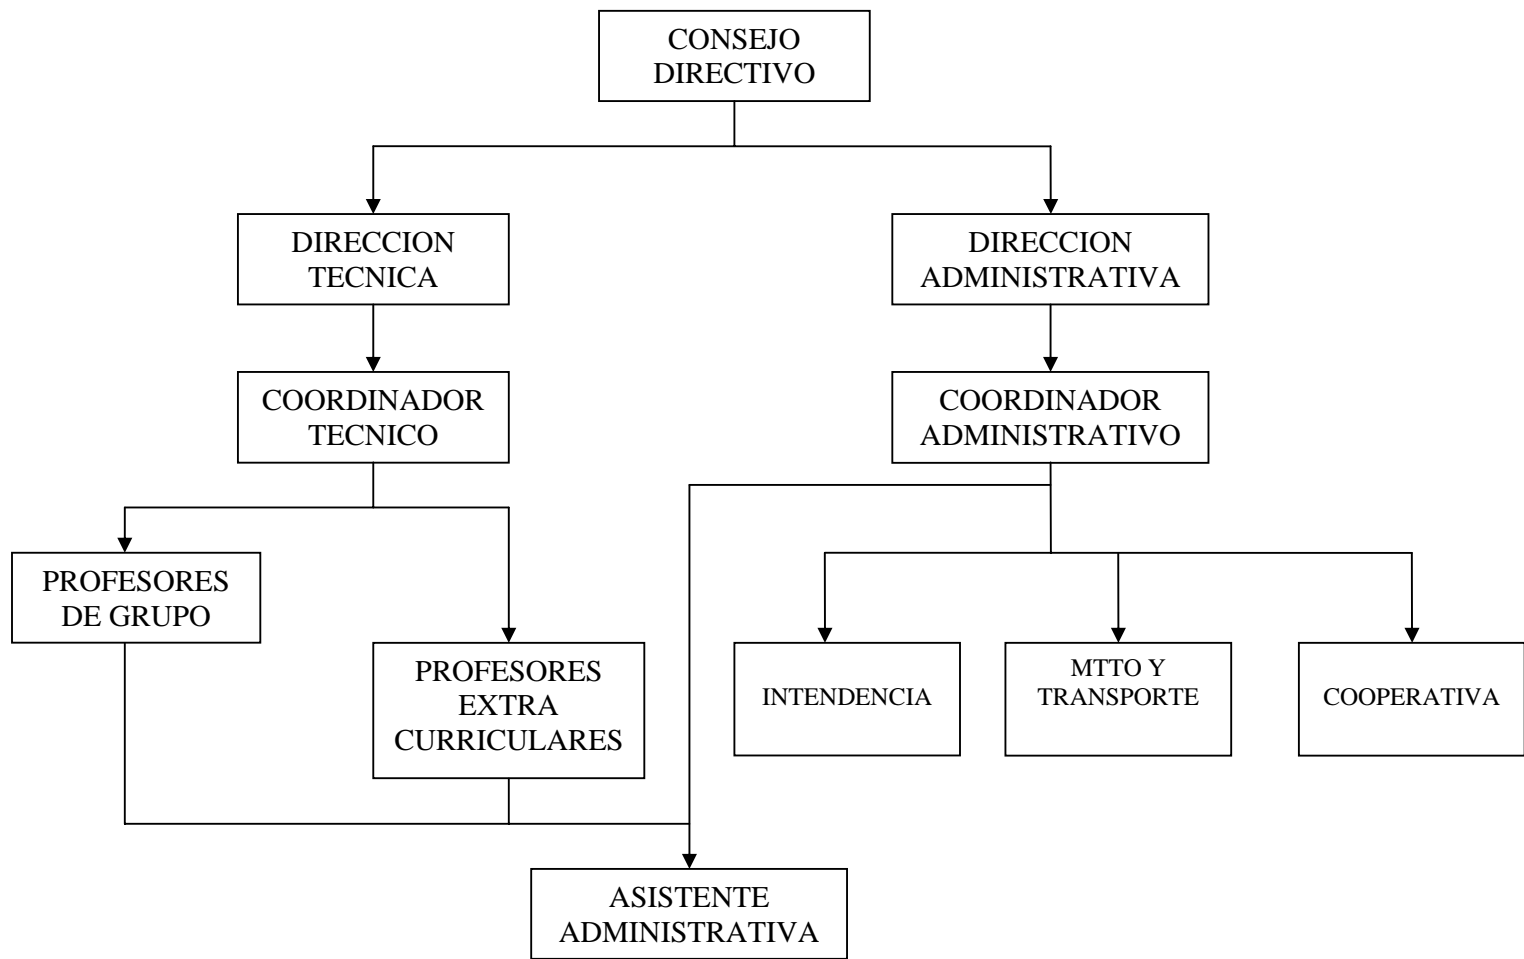 CONSEJO
DIRECTIVO
DIRECCION
TECNICA
DIRECCION
ADMINISTRATIVA
COORDINADOR
TECNICO
COORDINADOR
ADMINISTRATIVO
PROFESORES
DE GRUPO
PROFESORES
EXTRA
CURRICULARES
INTENDENCIA
MTTO Y
TRANSPORTE
COOPERATIVA
ASISTENTE
ADMINISTRATIVA